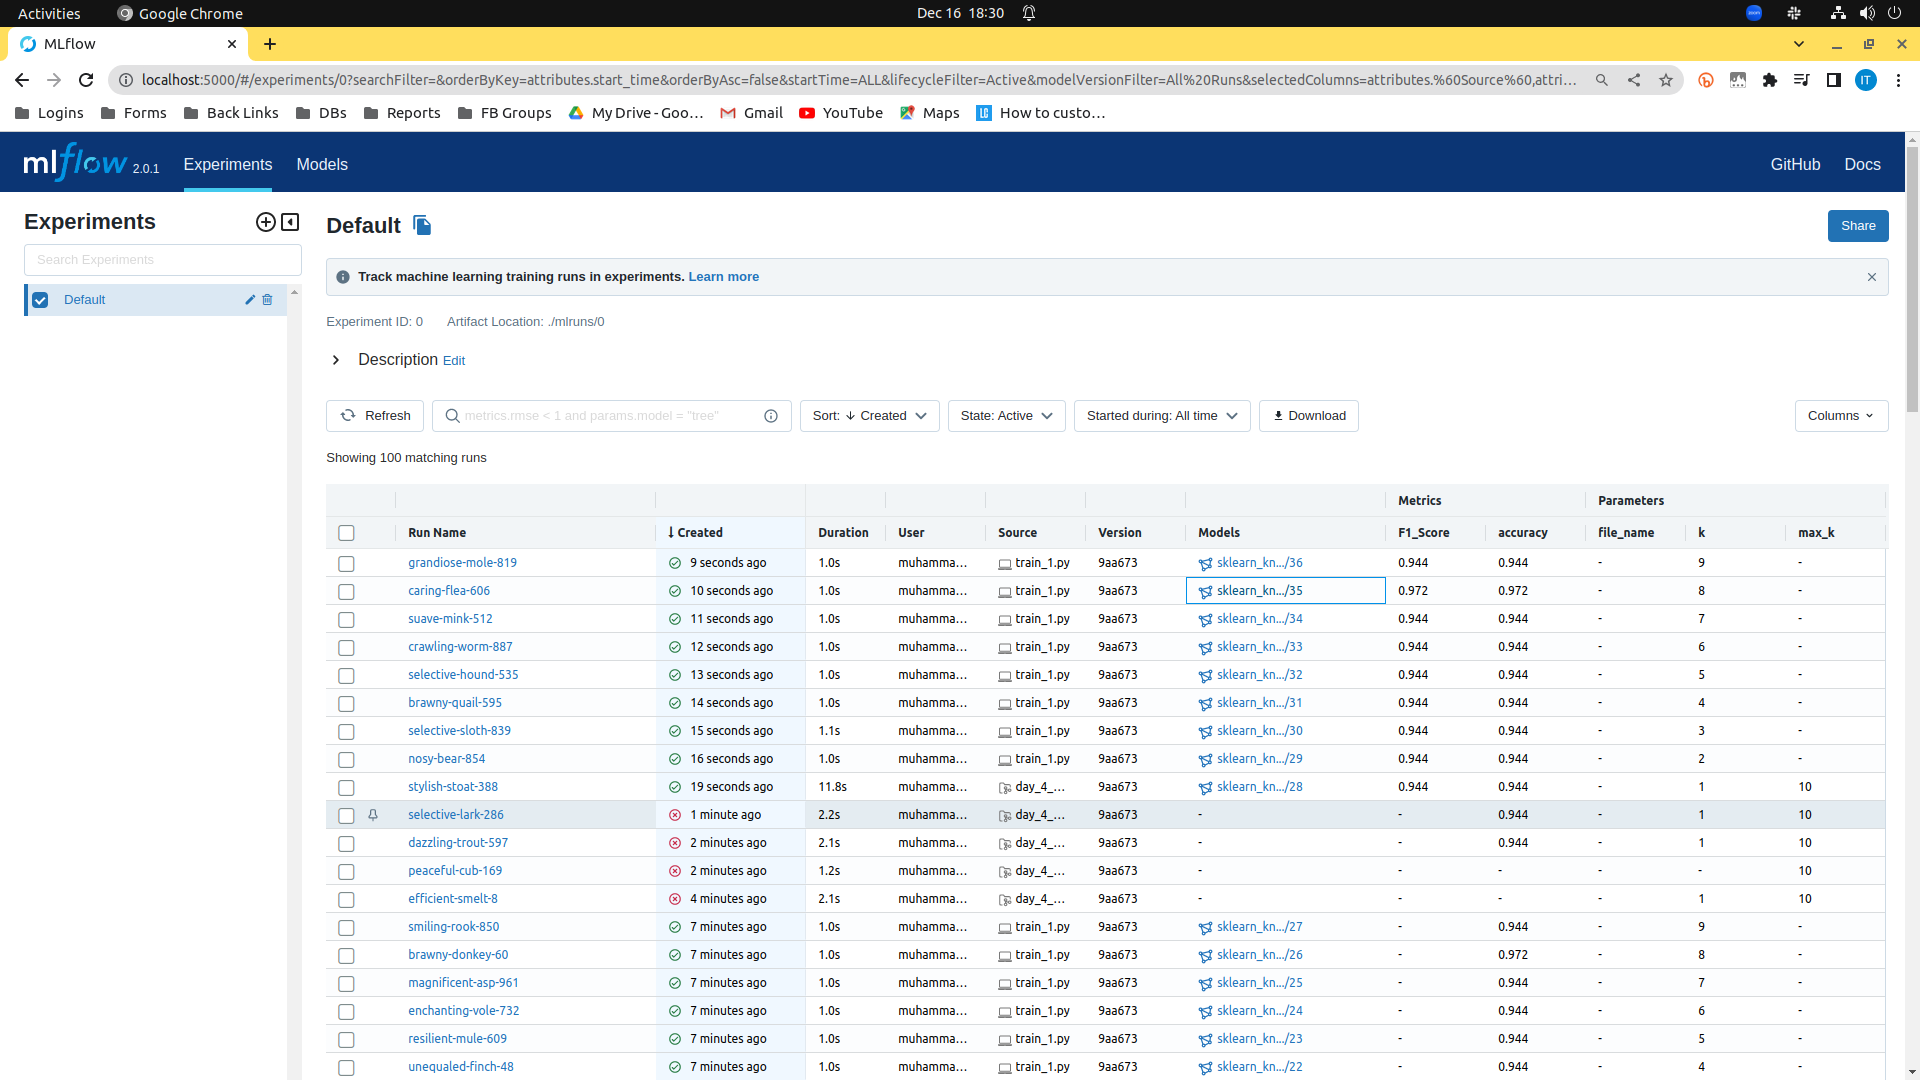 Activities Google Chrome Dec 16 18:30
MLflow
localhost:5000/#/experiments/0?searchFilter=&orderByKey=attributes.start_time&orderByAsc=false&startTime=ALL&lifecycleFilter=Active&modelVersionFilter=All%20Runs&selectedColumns=attributes.%60Source%60,attri... IT
Logins Forms Back Links DBs Reports FB Groups My Drive - Goo... Gmail YouTube Maps How to custo...
mlflow 2.0.1 Experiments Models GitHub Docs
Experiments
Search Experiments
Default
Default Share
Track machine learning training runs in experiments. Learn more
Experiment ID: 0 Artifact Location: ./mlruns/0
Description Edit
Refresh metrics.rmse < 1 and params.model = "tree" Sort: ↓ Created State: Active Started during: All time Download Columns
Showing 100 matching runs
Metrics Parameters
Run Name ↓ Created Duration User Source Version Models F1_Score accuracy file_name k max_k
grandiose-mole-819 9 seconds ago 1.0s muhamma... train_1.py 9aa673 sklearn_kn.../36 0.944 0.944 - 9 -
caring-flea-606 10 seconds ago 1.0s muhamma... train_1.py 9aa673 sklearn_kn.../35 0.972 0.972 - 8 -
suave-mink-512 11 seconds ago 1.0s muhamma... train_1.py 9aa673 sklearn_kn.../34 0.944 0.944 - 7 -
crawling-worm-887 12 seconds ago 1.0s muhamma... train_1.py 9aa673 sklearn_kn.../33 0.944 0.944 - 6 -
selective-hound-535 13 seconds ago 1.0s muhamma... train_1.py 9aa673 sklearn_kn.../32 0.944 0.944 - 5 -
brawny-quail-595 14 seconds ago 1.0s muhamma... train_1.py 9aa673 sklearn_kn.../31 0.944 0.944 - 4 -
selective-sloth-839 15 seconds ago 1.1s muhamma... train_1.py 9aa673 sklearn_kn.../30 0.944 0.944 - 3 -
nosy-bear-854 16 seconds ago 1.0s muhamma... train_1.py 9aa673 sklearn_kn.../29 0.944 0.944 - 2 -
stylish-stoat-388 19 seconds ago 11.8s muhamma... day_4_... 9aa673 sklearn_kn.../28 0.944 0.944 - 1 10
selective-lark-286 1 minute ago 2.2s muhamma... day_4_... 9aa673 - - 0.944 - 1 10
dazzling-trout-597 2 minutes ago 2.1s muhamma... day_4_... 9aa673 - - 0.944 - 1 10
peaceful-cub-169 2 minutes ago 1.2s muhamma... day_4_... 9aa673 - - - - - 10
efficient-smelt-8 4 minutes ago 2.1s muhamma... day_4_... 9aa673 - - - - 1 10
smiling-rook-850 7 minutes ago 1.0s muhamma... train_1.py 9aa673 sklearn_kn.../27 - 0.944 - 9 -
brawny-donkey-60 7 minutes ago 1.0s muhamma... train_1.py 9aa673 sklearn_kn.../26 - 0.972 - 8 -
magnificent-asp-961 7 minutes ago 1.0s muhamma... train_1.py 9aa673 sklearn_kn.../25 - 0.944 - 7 -
enchanting-vole-732 7 minutes ago 1.0s muhamma... train_1.py 9aa673 sklearn_kn.../24 - 0.944 - 6 -
resilient-mule-609 7 minutes ago 1.0s muhamma... train_1.py 9aa673 sklearn_kn.../23 - 0.944 - 5 -
unequaled-finch-48 7 minutes ago 1.0s muhamma... train_1.py 9aa673 sklearn_kn.../22 - 0.944 - 4 -